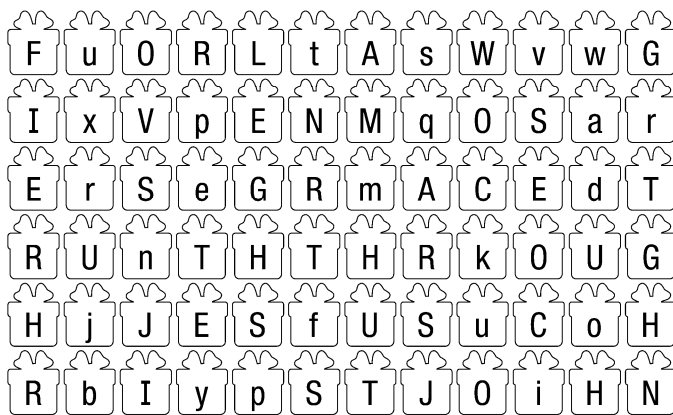 F u O R L t A s W v w G
I x V p E N M q O S a r
E r S e G R m A C E d T
R U n T H T H R k O U G
H j J E S f U S u C o H
R b I y p S T J O i H N